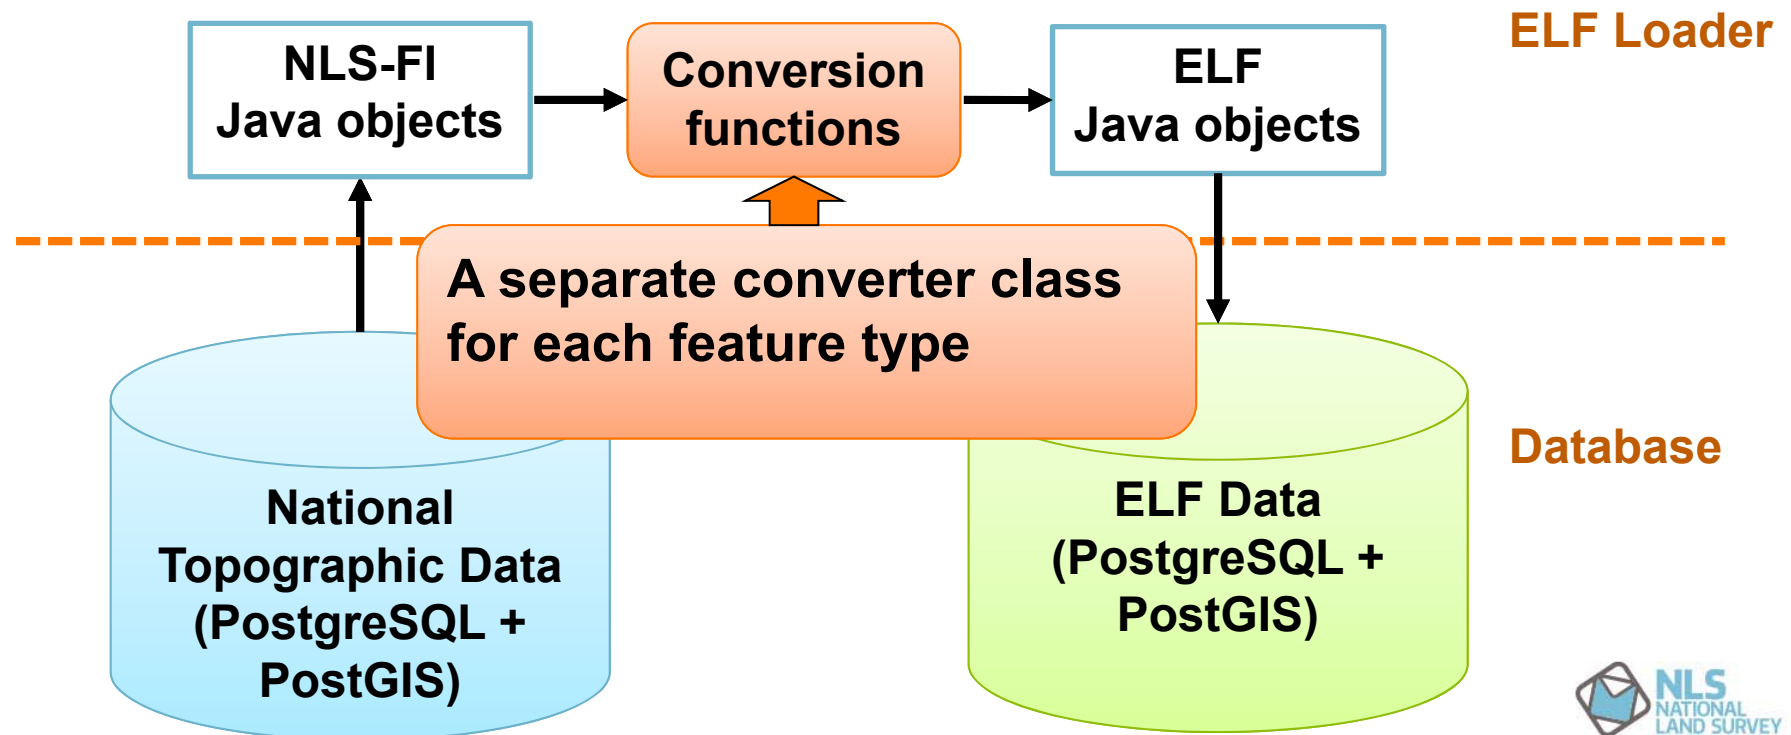 ELF Loader
NLS-FI
Java objects
Conversion
functions
ELF
Java objects
A separate converter class
for each feature type
Database
National
Topographic Data
(PostgreSQL +
PostGIS)
ELF Data
(PostgreSQL +
PostGIS)
NLS
NATIONAL
LAND SURVEY